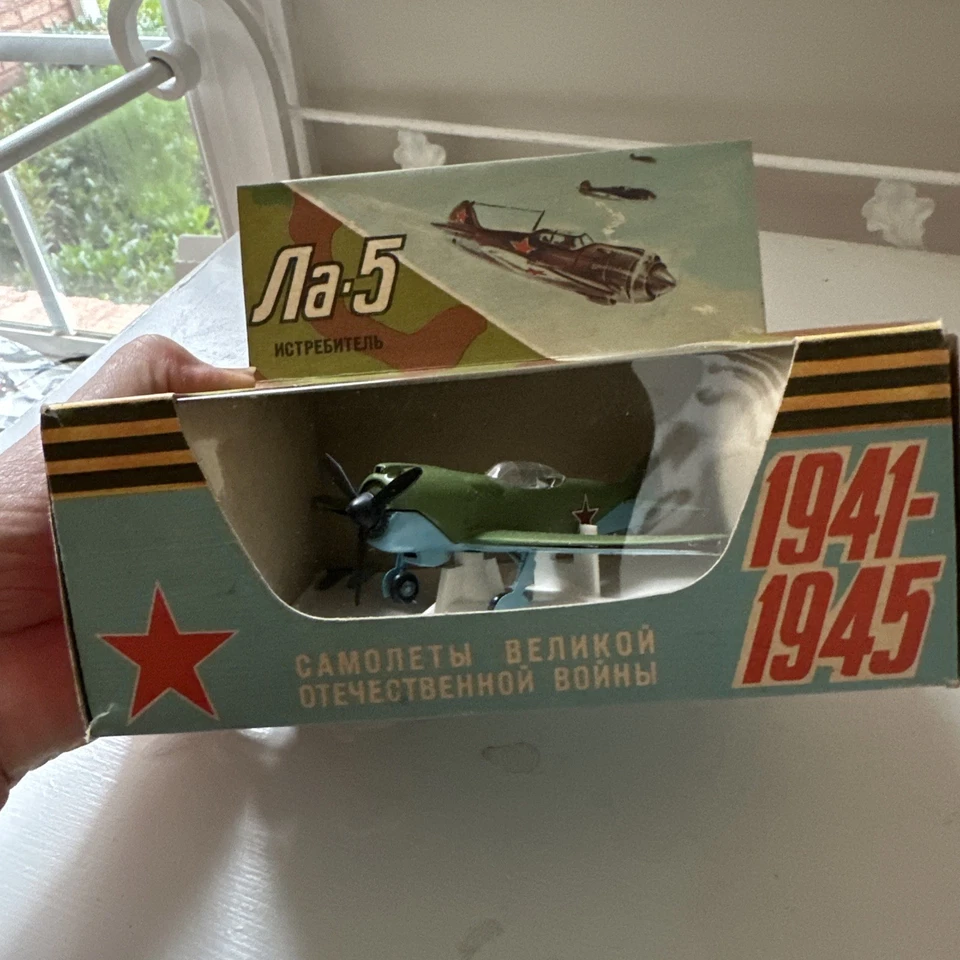 Ла-5
ИСТРЕБИТЕЛЬ
1941-
1945
САМОЛЕТЫ ВЕЛИКОЙ
ОТЕЧЕСТВЕННОЙ ВОЙНЫ